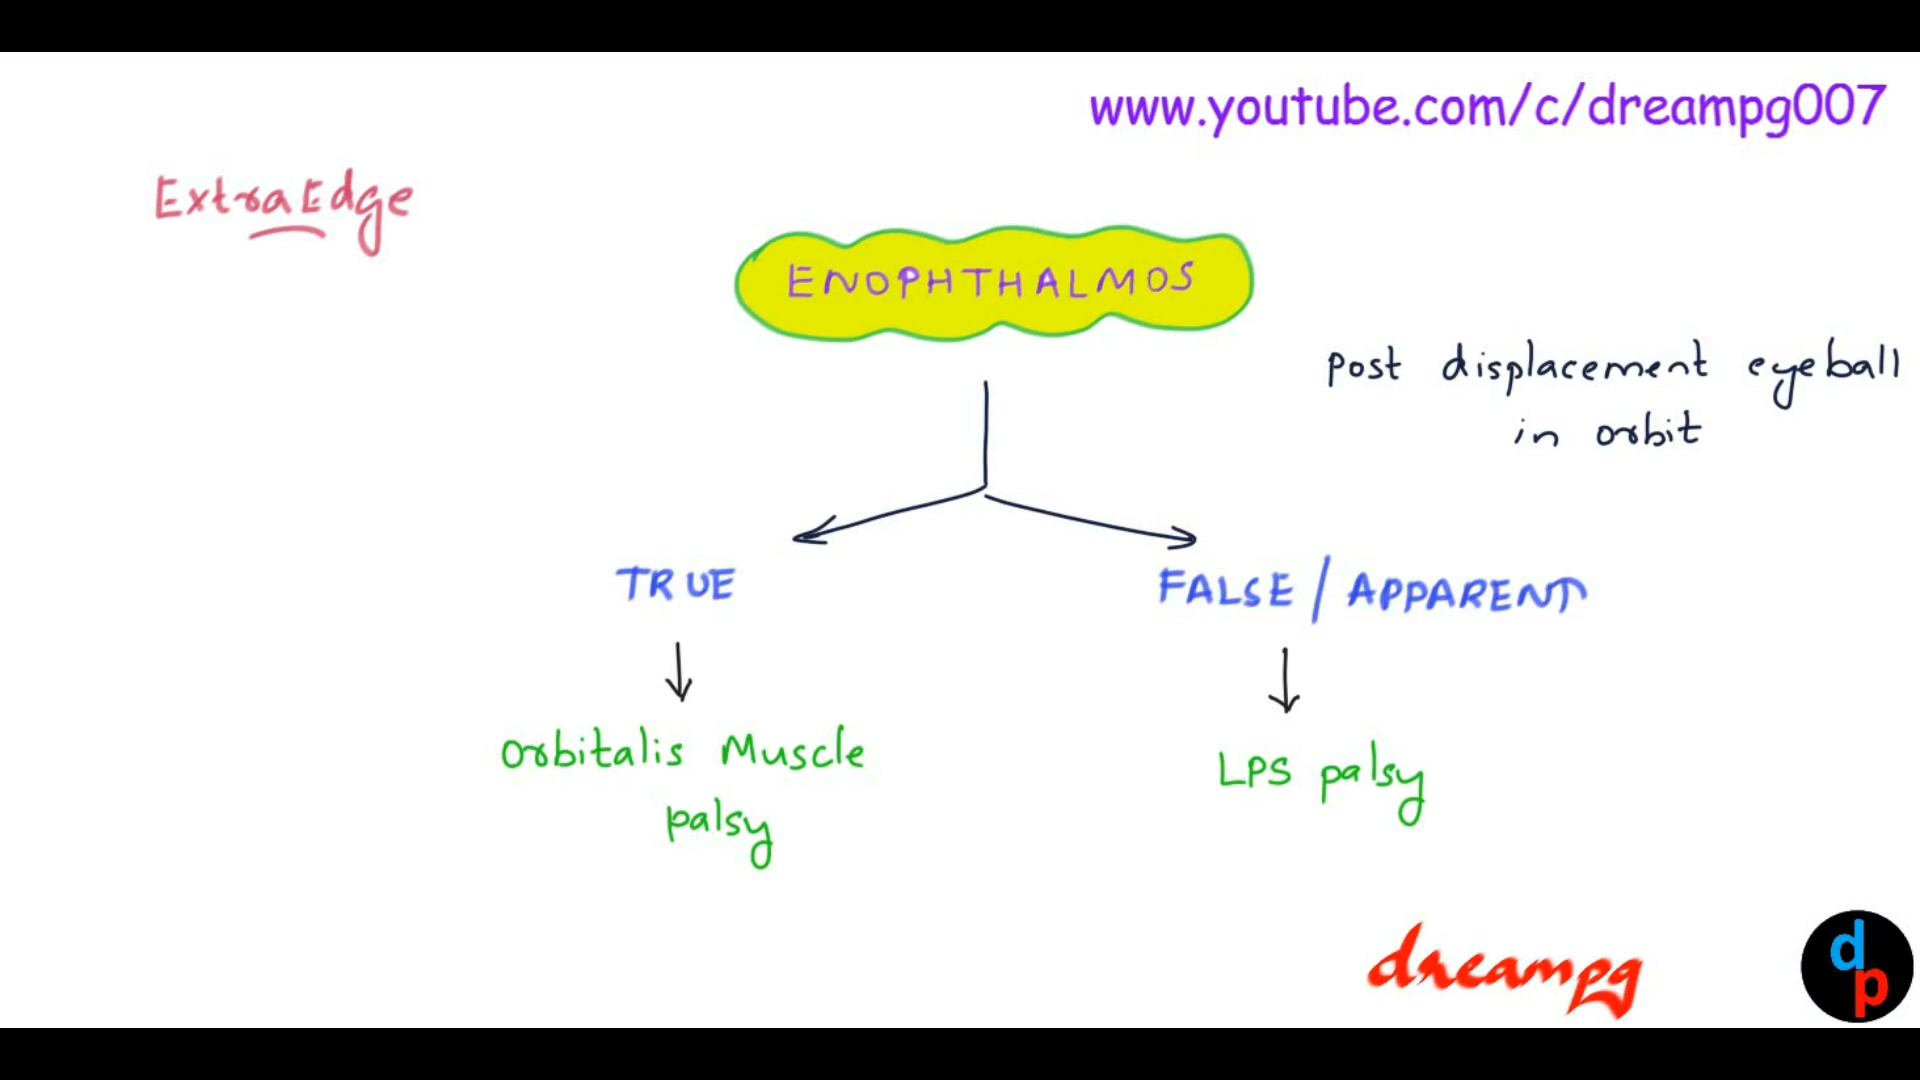 www.youtube.com/c/dreampg007
ExtraEdge
ENOPHTHALMOS
post displacement eyeball
in orbit
TRUE
FALSE / APPARENT
Orbitalis Muscle
palsy
LPS palsy
dreampg
dp